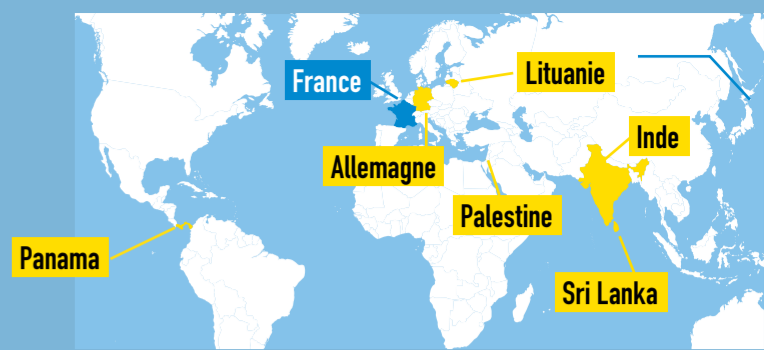 Lituanie
France
Inde
Allemagne
Palestine
Panama
Sri Lanka